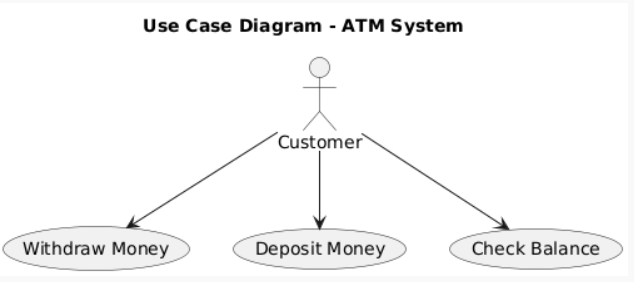 Use Case Diagram - ATM System
Customer
Withdraw Money
Deposit Money
Check Balance